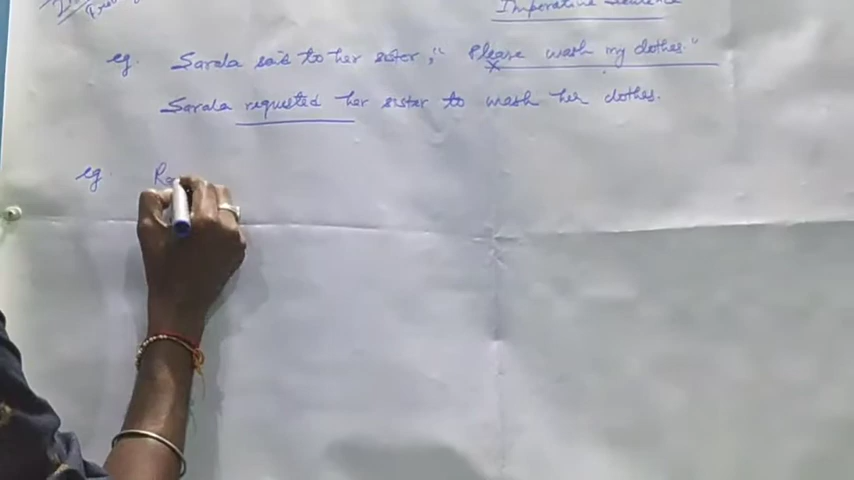 Imperative Sentence
eg. Sarala said to her sister, " Please wash my clothes."
Sarala requested her sister to wash her clothes.
eg. Ra